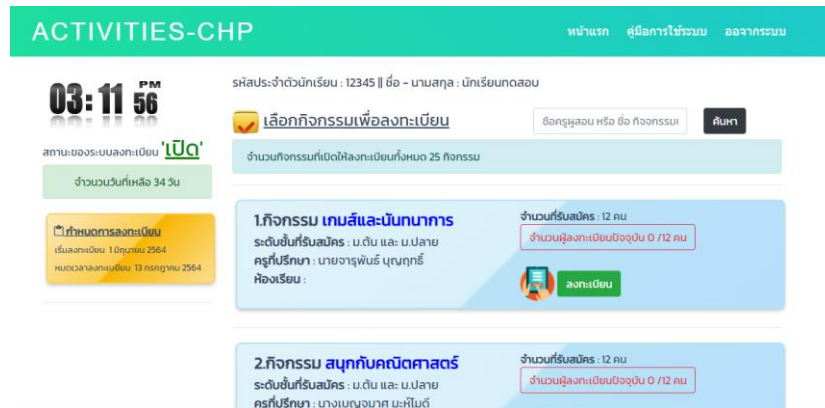 ACTIVITIES-CHP
หน้าแรก คู่มือการใช้ระบบ ออกจากระบบ
03:11 56 PM
สถานะของระบบลงทะเบียน 'เปิด'
จำนวนวันที่เหลือ 34 วัน
กำหนดการลงทะเบียน
เริ่มลงทะเบียน 1 มิถุนายน 2564
หมดเวลาลงทะเบียน 13 กรกฎาคม 2564
รหัสประจำตัวนักเรียน : 12345 || ชื่อ - นามสกุล : นักเรียนทดสอบ
เลือกกิจกรรมเพื่อลงทะเบียน
ชื่อครูผู้สอน หรือ ชื่อ กิจกรรม ค้นหา
จำนวนกิจกรรมที่เปิดให้ลงทะเบียนทั้งหมด 25 กิจกรรม
1.กิจกรรม เกมส์และนันทนาการ
ระดับชั้นที่รับสมัคร : ม.ต้น และ ม.ปลาย
ครูที่ปรึกษา : นายจารุพันธ์ บุญฤทธิ์
ห้องเรียน :
จำนวนที่รับสมัคร : 12 คน
จำนวนผู้ลงทะเบียนปัจจุบัน 0 /12 คน
ลงทะเบียน
2.กิจกรรม สนุกกับคณิตศาสตร์
ระดับชั้นที่รับสมัคร : ม.ต้น และ ม.ปลาย
ครูที่ปรึกษา : นางเบญจมาศ มะห์ไมดี
จำนวนที่รับสมัคร : 12 คน
จำนวนผู้ลงทะเบียนปัจจุบัน 0 /12 คน